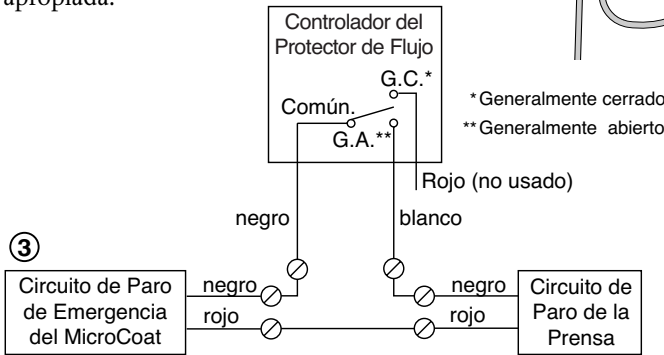 apropiada.
Controlador del
Protector de Flujo
G.C.*
Común.
G.A.**
*Generalmente cerrado
**Generalmente abierto
Rojo (no usado)
negro
blanco
3
Circuito de Paro
de Emergencia
del MicroCoat
negro
rojo
negro
rojo
Circuito de
Paro de la
Prensa